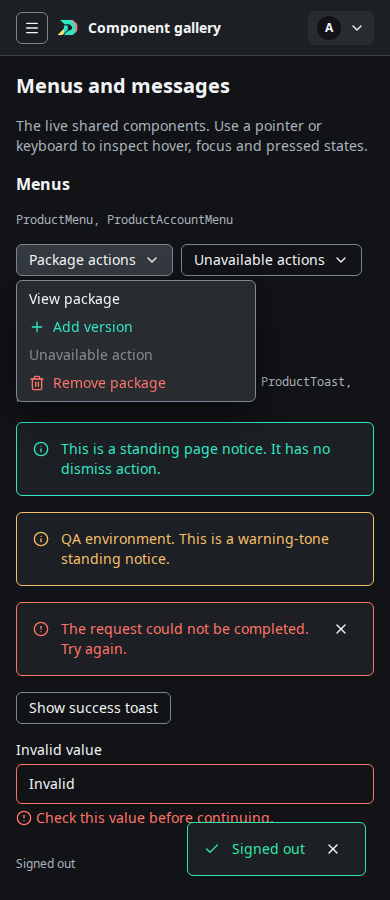 Component gallery
A
Menus and messages
The live shared components. Use a pointer or
keyboard to inspect hover, focus and pressed states.
Menus
ProductMenu, ProductAccountMenu
Package actions
Unavailable actions
View package
Add version
Unavailable action
Remove package
ProductToast,
This is a standing page notice. It has no
dismiss action.
QA environment. This is a warning-tone
standing notice.
The request could not be completed.
Try again.
Show success toast
Invalid value
Invalid
Check this value before continuing.
Signed out
Signed out